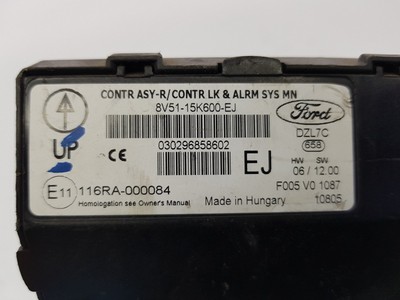 CONTR ASY-R/ CONTR LK & ALRM SYS MN
8V51-15K600-EJ
Ford
UP
CE
030296858602
DZL7C
658
EJ
HW SW
06 / 12.00
E11 116RA-000084
F005 V0 1087
Homologation see Owner's Manual
Made in Hungary
10805